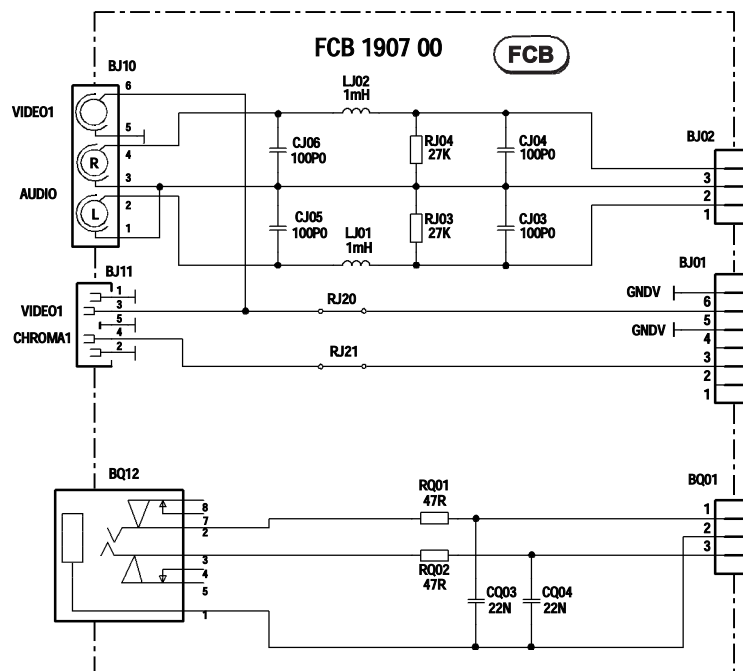 FCB 1907 00
FCB
BJ10
LJ02
1mH
6
VIDEO1
5
4
R
CJ06
100P0
RJ04
27K
CJ04
100P0
BJ02
3
3
AUDIO
2
2
L
1
1
CJ05
100P0
LJ01
1mH
RJ03
27K
CJ03
100P0
BJ11
BJ01
1
GNDV
RJ20
VIDEO1
3
6
5
GNDV
5
CHROMA1
4
4
2
RJ21
3
2
1
BQ12
RQ01
47R
BQ01
8
7
2
1
2
3
3
4
RQ02
47R
5
CQ03
22N
CQ04
22N
1